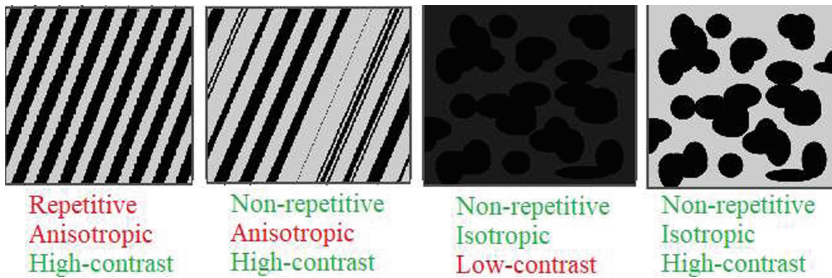 Repetitive
Anisotropic
High-contrast
Non-repetitive
Anisotropic
High-contrast
Non-repetitive
Isotropic
Low-contrast
Non-repetitive
Isotropic
High-contrast